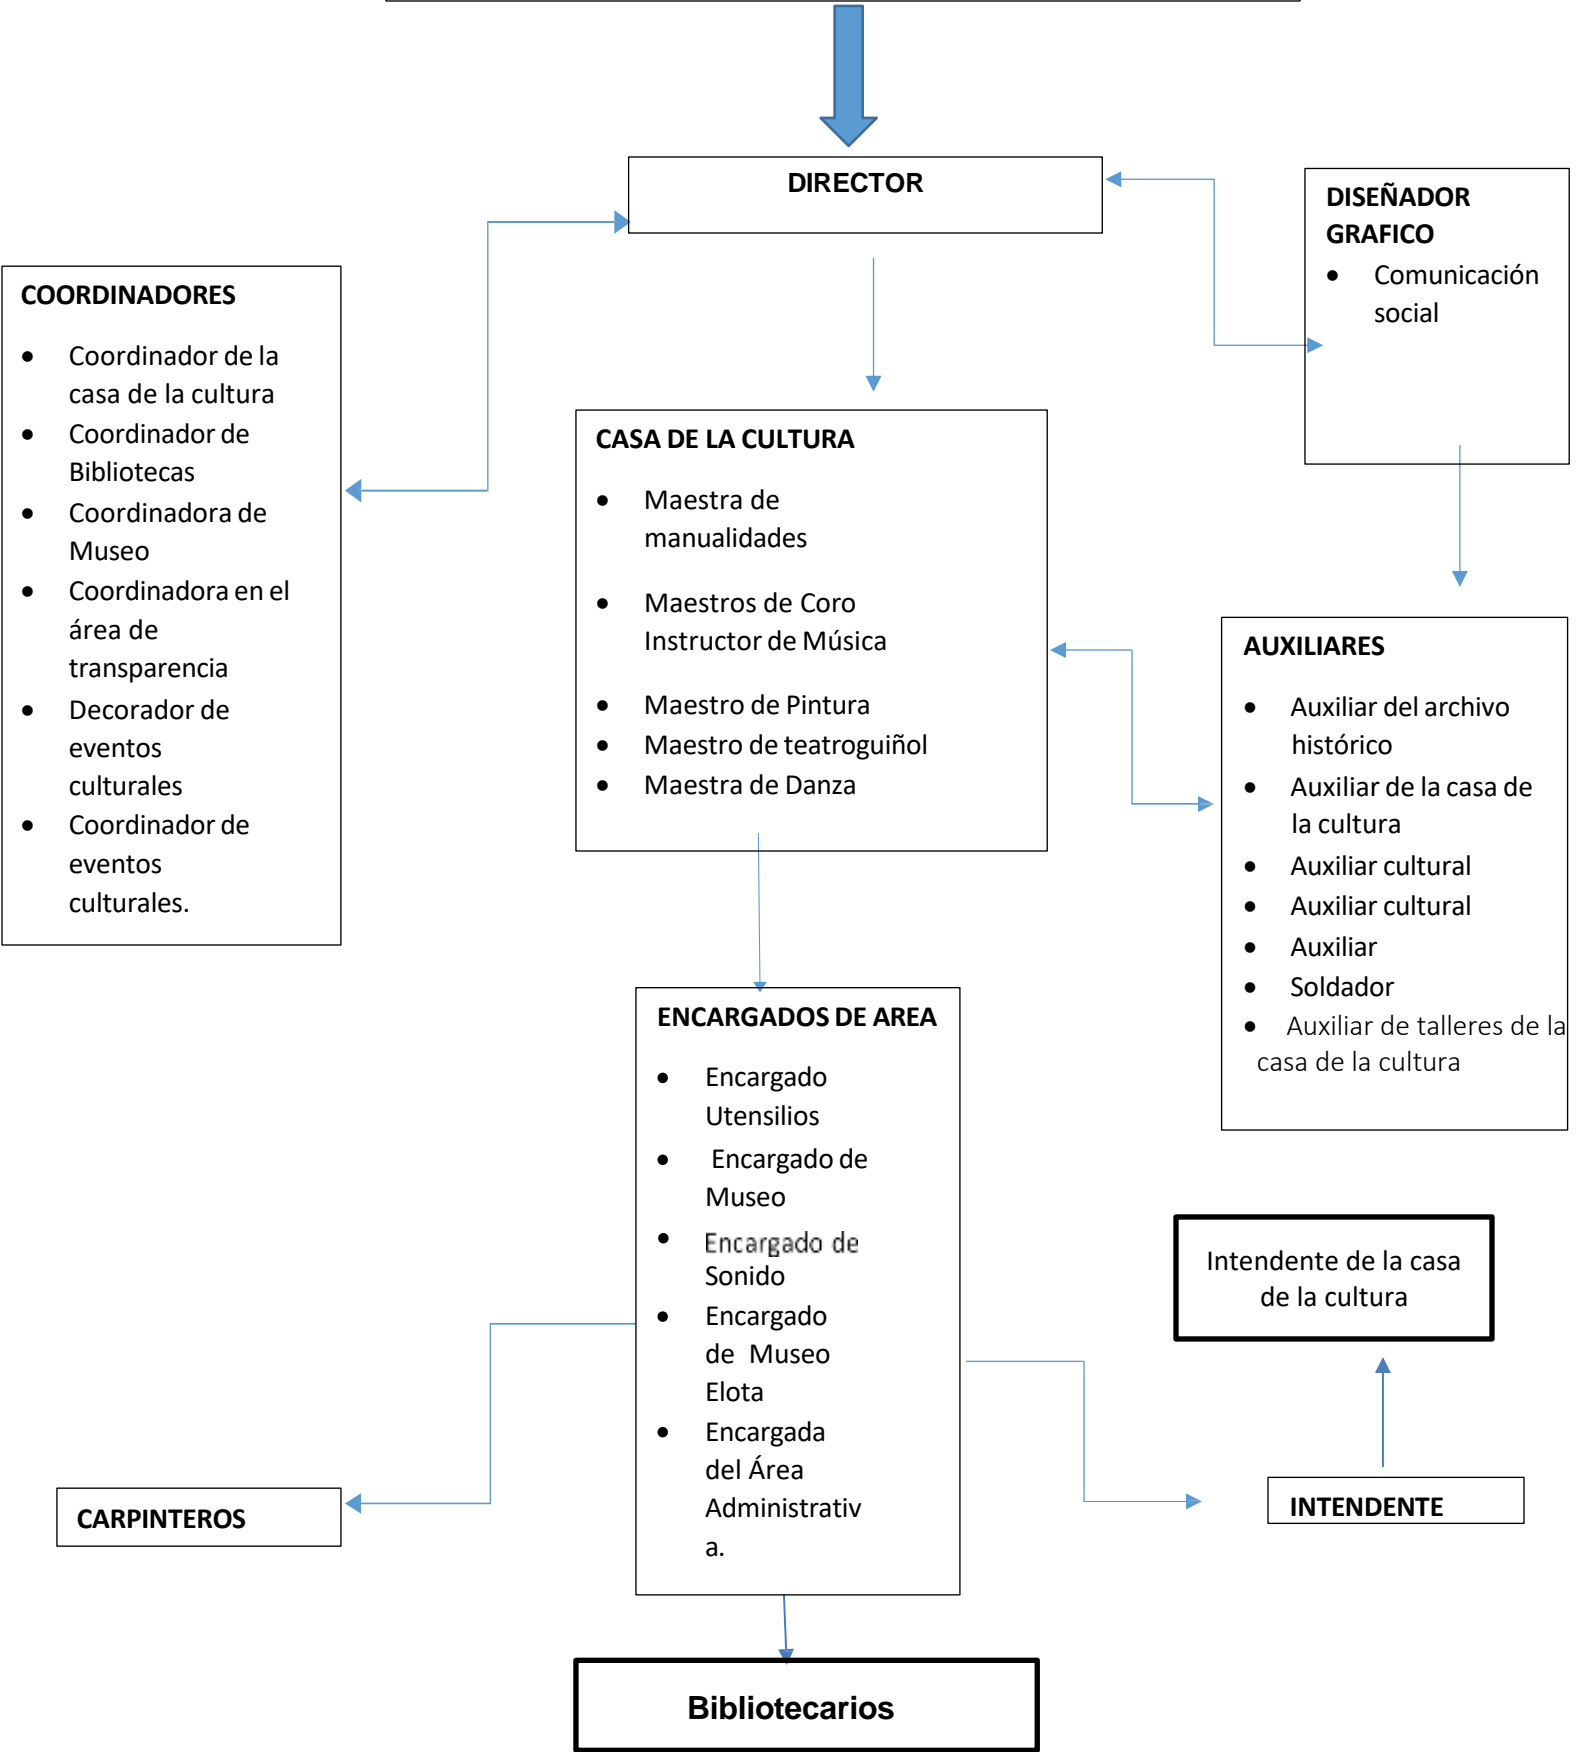 DIRECTOR
DISEÑADOR
GRAFICO
• Comunicación
social
COORDINADORES
• Coordinador de la
casa de la cultura
• Coordinador de
Bibliotecas
• Coordinadora de
Museo
• Coordinadora en el
área de
transparencia
• Decorador de
eventos
culturales
• Coordinador de
eventos
culturales.
CASA DE LA CULTURA
• Maestra de
manualidades
• Maestros de Coro
Instructor de Música
• Maestro de Pintura
• Maestro de teatroguiñol
• Maestra de Danza
AUXILIARES
• Auxiliar del archivo
histórico
• Auxiliar de la casa de
la cultura
• Auxiliar cultural
• Auxiliar cultural
• Auxiliar
• Soldador
• Auxiliar de talleres de la
casa de la cultura
ENCARGADOS DE AREA
• Encargado
Utensilios
• Encargado de
Museo
• Encargado de
Sonido
• Encargado
de Museo
Elota
• Encargada
del Área
Administrativ
a.
Intendente de la casa
de la cultura
CARPINTEROS
INTENDENTE
Bibliotecarios